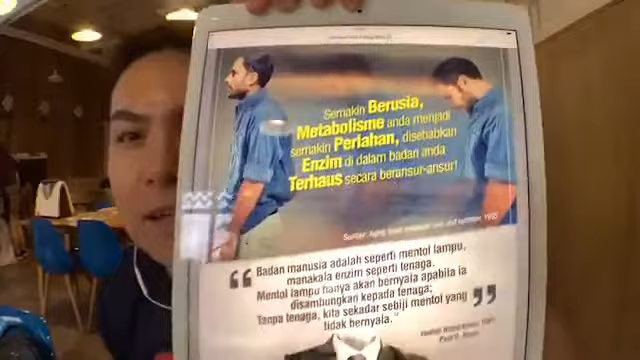 Semakin Berusia,
Metabolisme anda menjadi
semakin Perlahan, disebabkan
Enzim di dalam badan anda
Terhaus secara beransur-ansur!
Badan manusia adalah seperti mentol lampu,
manakala enzim seperti tenaga.
Mentol lampu hanya akan bernyala apabila ia
disambungkan kepada tenaga;
Tanpa tenaga, kita sekadar sebiji mentol yang
tidak bernyala.